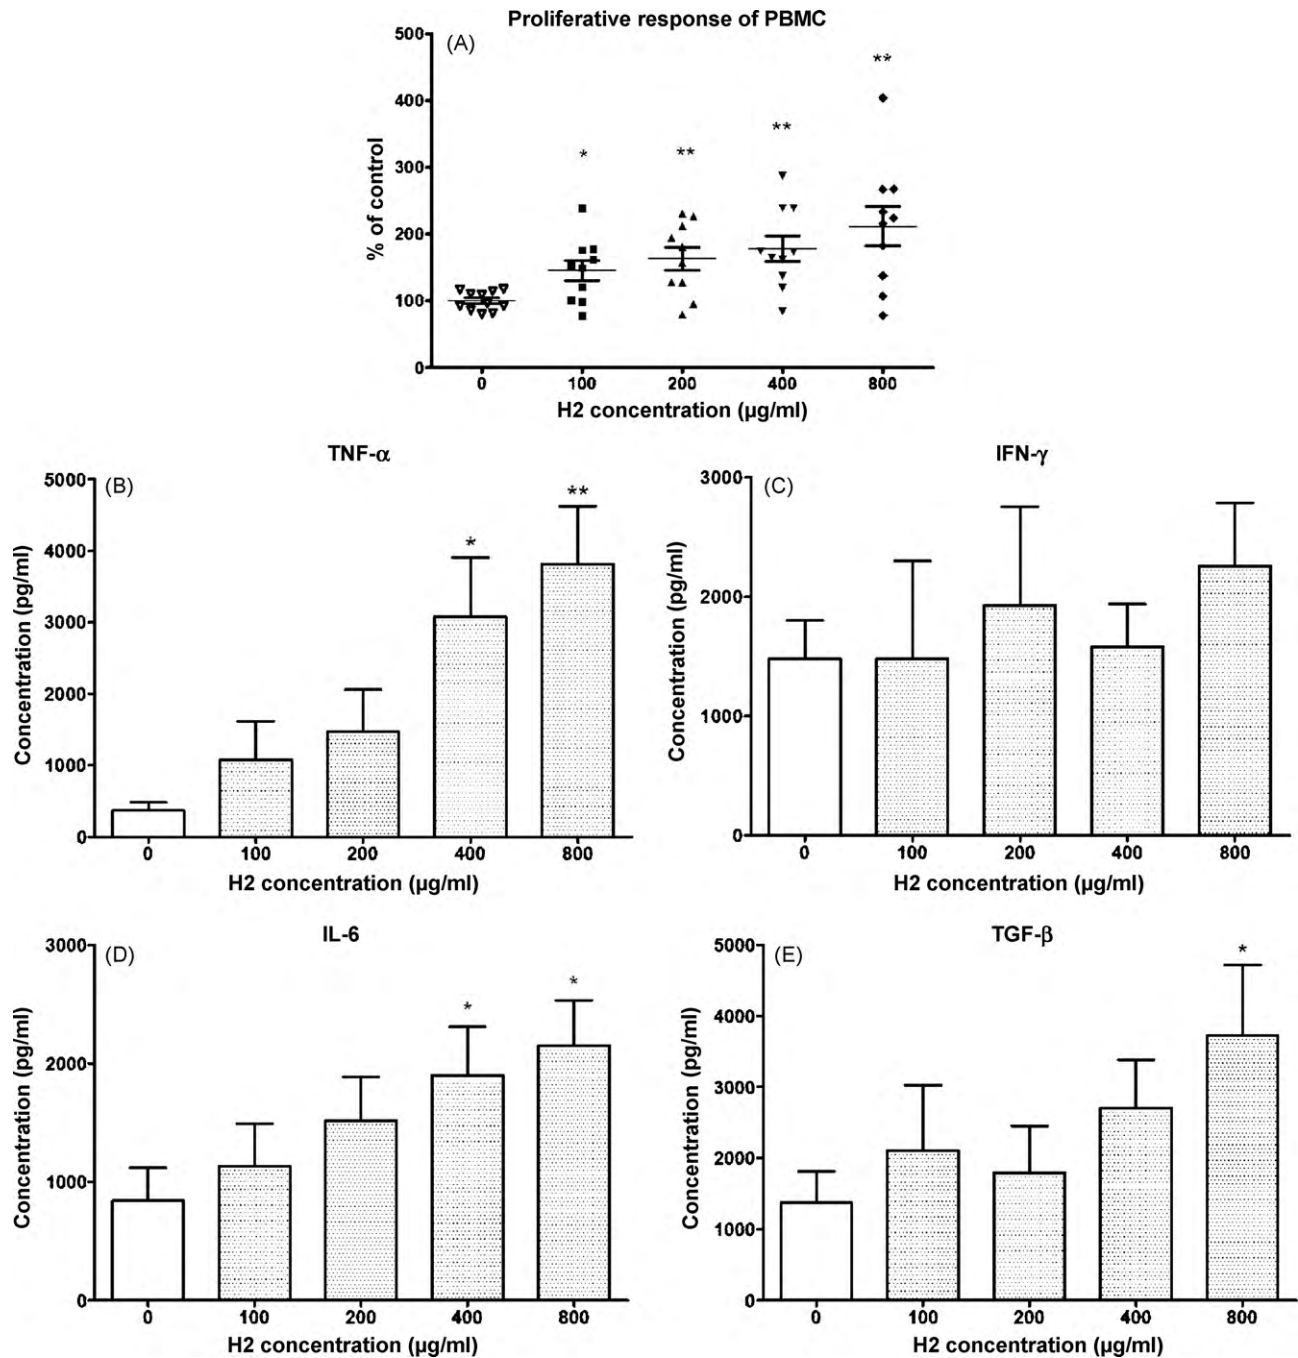 Proliferative response of PBMC
(A)
% of control
500
400
300
200
100
0
*
**
**
**
0 100 200 400 800
H2 concentration (µg/ml)
TNF-α
(B)
Concentration (pg/ml)
5000
4000
3000
2000
1000
0
*
**
0 100 200 400 800
H2 concentration (µg/ml)
IFN-γ
(C)
Concentration (pg/ml)
3000
2000
1000
0
0 100 200 400 800
H2 concentration (µg/ml)
IL-6
(D)
Concentration (pg/ml)
3000
2000
1000
0
*
*
0 100 200 400 800
H2 concentration (µg/ml)
TGF-β
(E)
Concentration (pg/ml)
5000
4000
3000
2000
1000
0
*
0 100 200 400 800
H2 concentration (µg/ml)